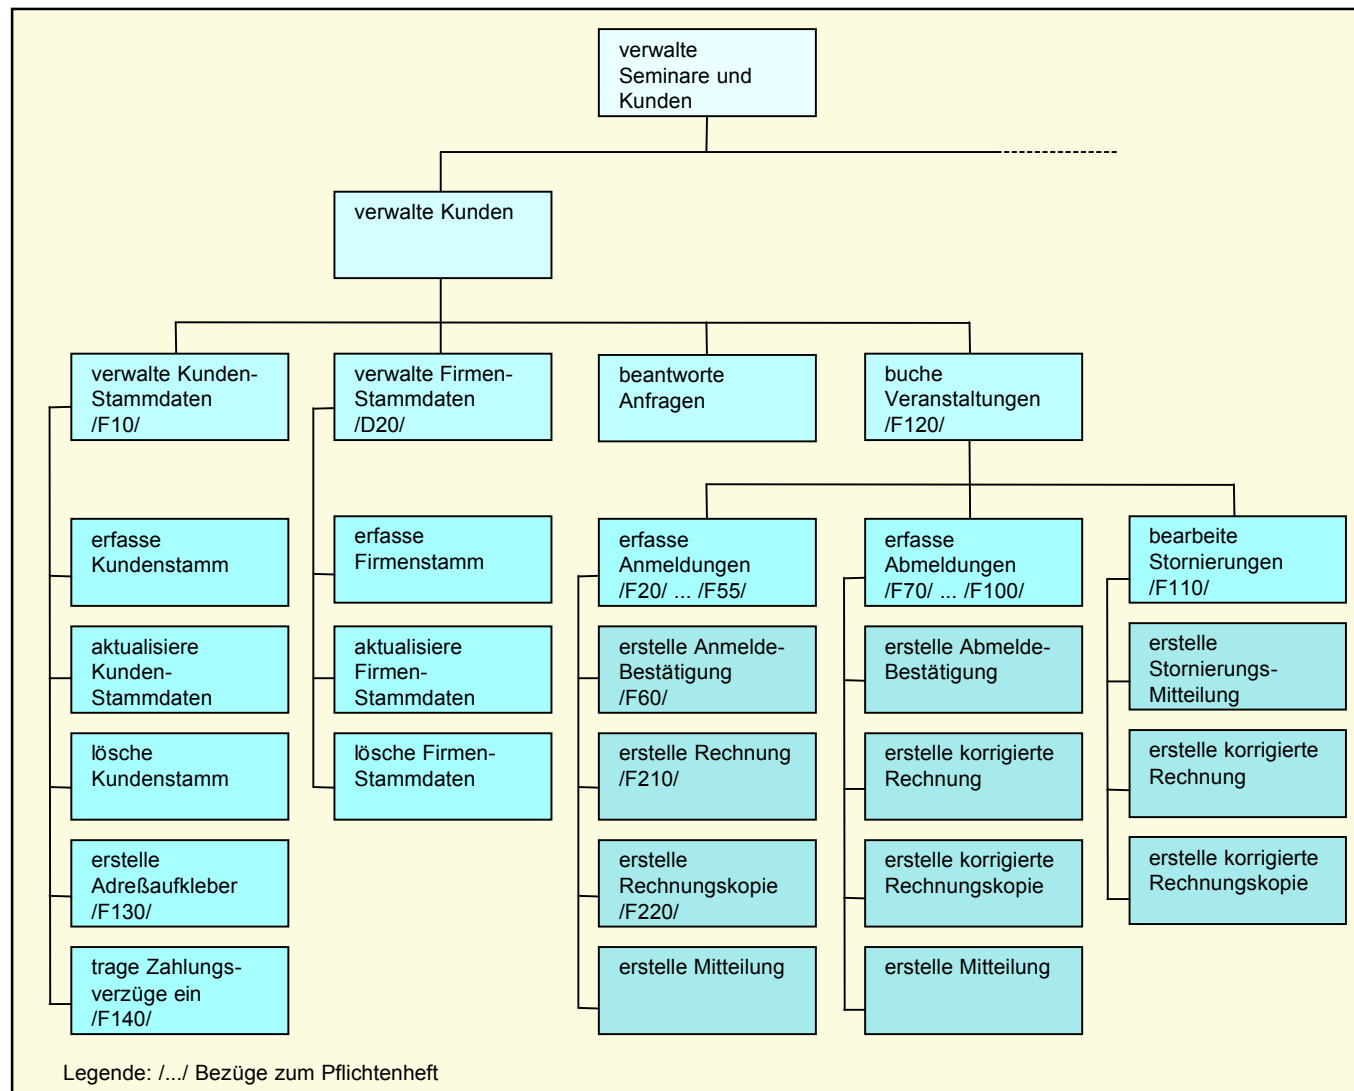 verwalte
Seminare und
Kunden
verwalte Kunden
verwalte Kunden-
Stammdaten
/F10/
verwalte Firmen-
Stammdaten
/D20/
beantworte
Anfragen
buche
Veranstaltungen
/F120/
erfasse
Kundenstamm
erfasse
Firmenstamm
erfasse
Anmeldungen
/F20/ ... /F55/
erfasse
Abmeldungen
/F70/ ... /F100/
bearbeite
Stornierungen
/F110/
aktualisiere
Kunden-
Stammdaten
aktualisiere
Firmen-
Stammdaten
erstelle Anmelde-
Bestätigung
/F60/
erstelle Abmelde-
Bestätigung
erstelle
Stornierungs-
Mitteilung
lösche
Kundenstamm
lösche Firmen-
Stammdaten
erstelle Rechnung
/F210/
erstelle korrigierte
Rechnung
erstelle korrigierte
Rechnung
erstelle
Adreßaufkleber
/F130/
erstelle
Rechnungskopie
/F220/
erstelle korrigierte
Rechnungskopie
erstelle korrigierte
Rechnungskopie
trage Zahlungs-
verzüge ein
/F140/
erstelle Mitteilung
erstelle Mitteilung
Legende: /.../ Bezüge zum Pflichtenheft